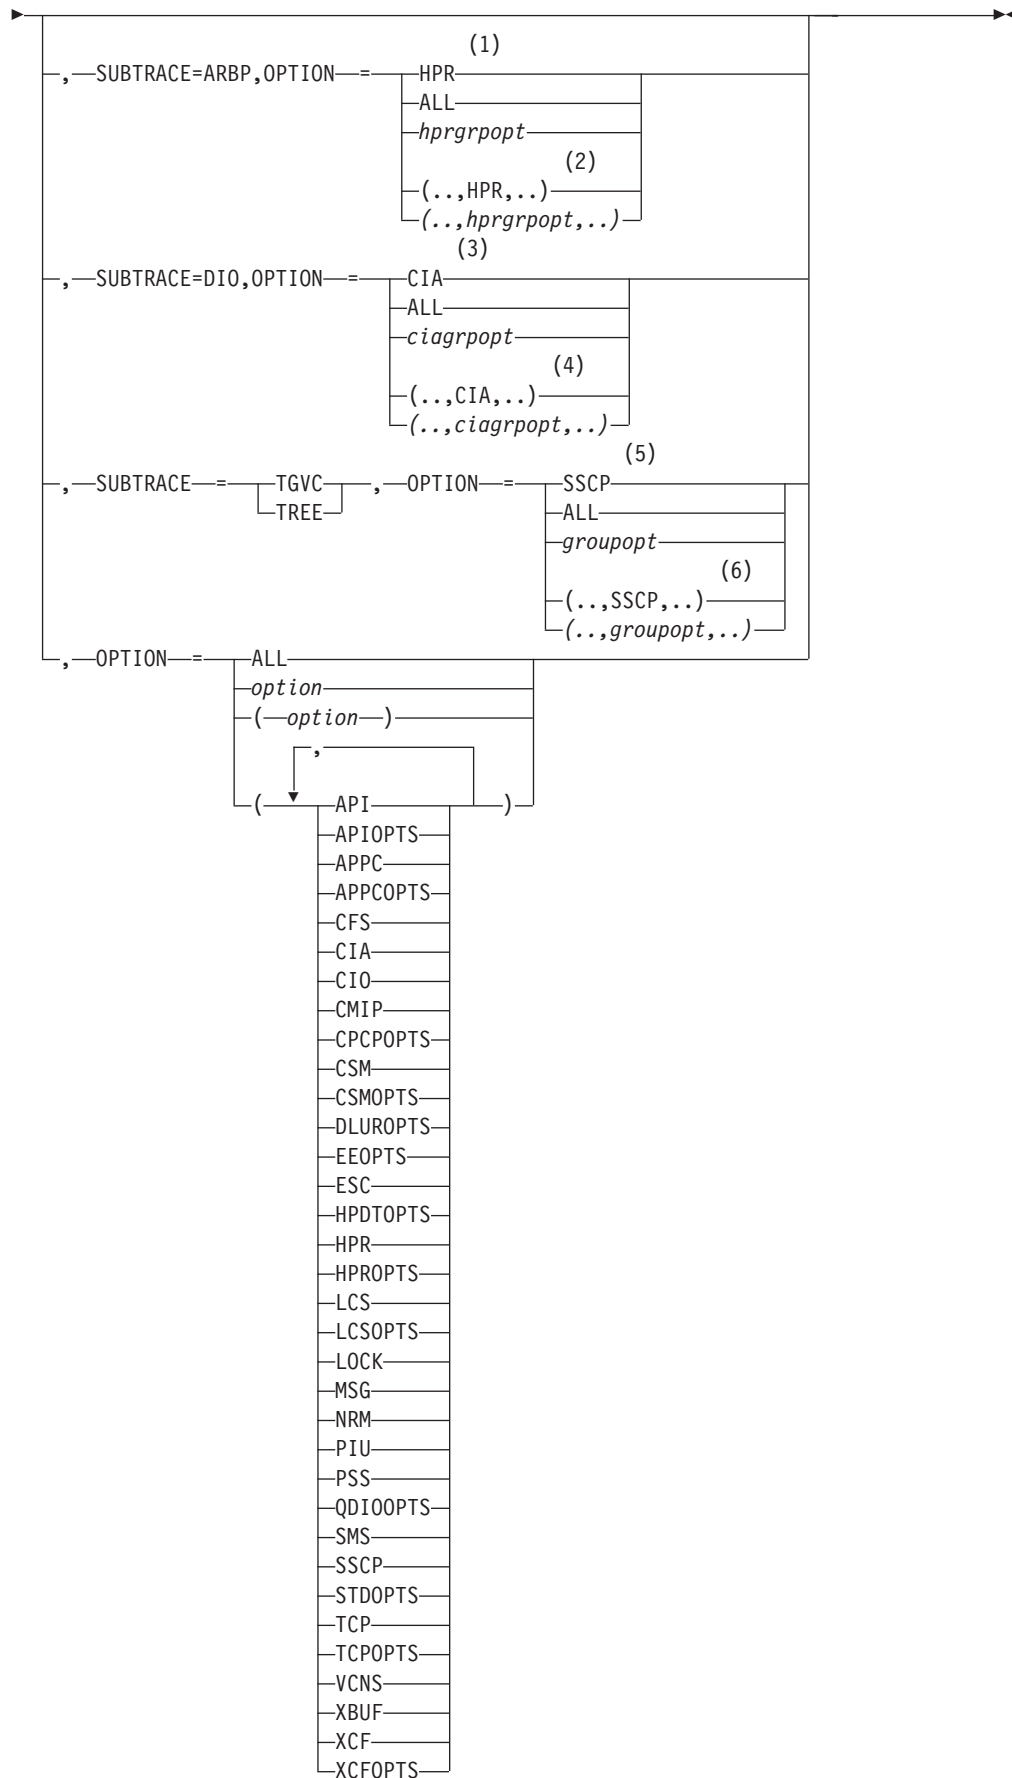 (1)
, SUBTRACE=ARBP,OPTION = HPR
ALL
hprgrpopt
(2)
(..,HPR,..)
(..,hprgrpopt,..)
(3)
, SUBTRACE=DIO,OPTION = CIA
ALL
ciagrpopt
(4)
(..,CIA,..)
(..,ciagrpopt,..)
(5)
, SUBTRACE = TGVC , OPTION = SSCP
TREE ALL
groupopt
(6)
(..,SSCP,..)
(..,groupopt,..)
, OPTION = ALL
option
( option )
,
( API )
APIOPTS
APPC
APPCOPTS
CFS
CIA
CIO
CMIP
CPCPOPTS
CSM
CSMOPTS
DLUROPTS
EEOPTS
ESC
HPDTOPTS
HPR
HPROPTS
LCS
LCSOPTS
LOCK
MSG
NRM
PIU
PSS
QDIOOPTS
SMS
SSCP
STDOPTS
TCP
TCPOPTS
VCNS
XBUF
XCF
XCFOPTS